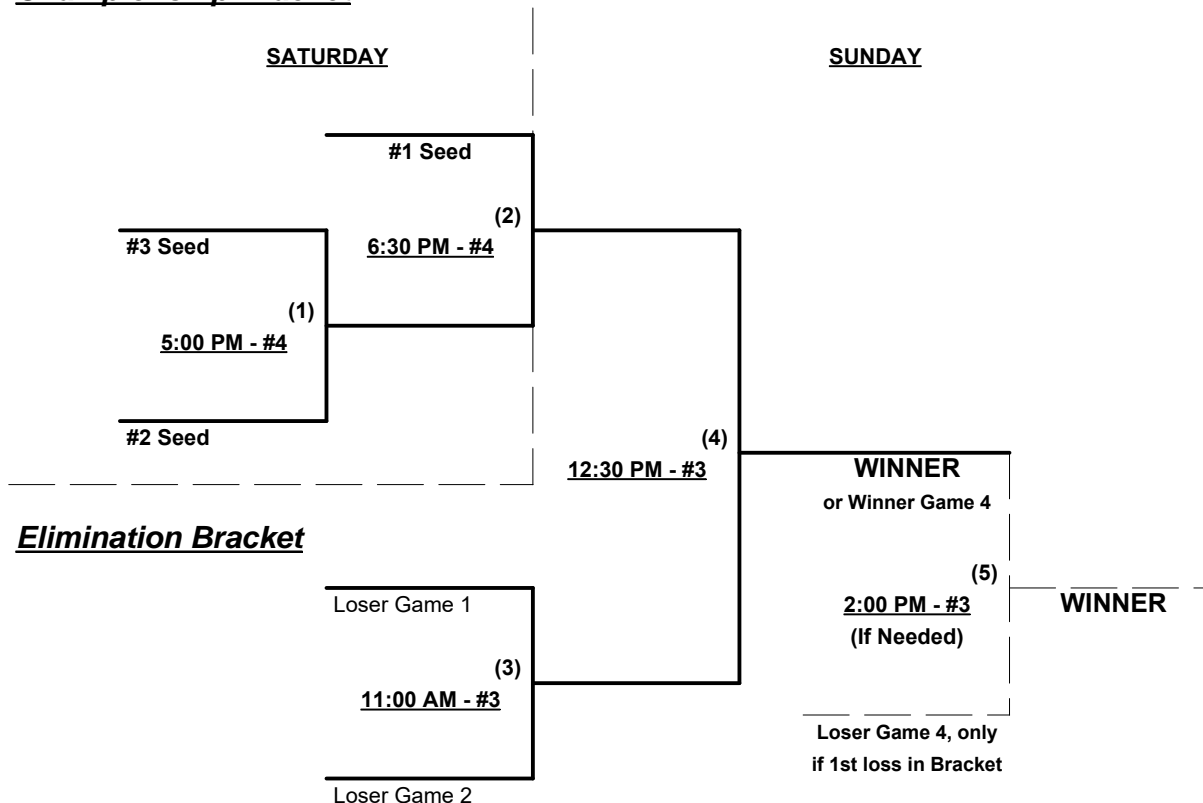 SATURDAY
SUNDAY
#1 Seed
(2)
6:30 PM - #4
#3 Seed
(1)
5:00 PM - #4
#2 Seed
(4)
12:30 PM - #3
WINNER
or Winner Game 4
Elimination Bracket
Loser Game 1
(5)
2:00 PM - #3
(If Needed)
WINNER
(3)
11:00 AM - #3
Loser Game 4, only
if 1st loss in Bracket
Loser Game 2